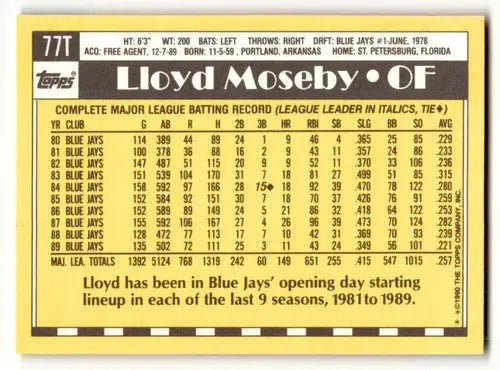 77T
HT: 6'3" WT: 200 BATS: LEFT THROWS: RIGHT DRFT: BLUE JAYS #1-JUNE, 1978
ACQ: FREE AGENT, 12-7-89 BORN: 11-5-59, PORTLAND, ARKANSAS HOME: ST. PETERSBURG, FLORIDA
Topps®
Lloyd Moseby • OF
COMPLETE MAJOR LEAGUE BATTING RECORD (LEAGUE LEADER IN ITALICS, TIE♦)
YR CLUB G AB R H 2B 3B HR RBI SB SLG BB SO AVG
80 BLUE JAYS 114 389 44 89 24 1 9 46 4 .365 25 85 .229
81 BLUE JAYS 100 378 36 88 16 2 9 43 11 .357 24 86 .233
82 BLUE JAYS 147 487 51 115 20 9 9 52 11 .370 33 106 .236
83 BLUE JAYS 151 539 104 170 31 7 18 81 27 .499 51 85 .315
84 BLUE JAYS 158 592 97 166 28 15♦ 18 92 39 .470 78 122 .280
85 BLUE JAYS 152 584 92 151 30 7 18 70 37 .426 76 91 .259
86 BLUE JAYS 152 589 89 149 24 5 21 86 32 .418 64 122 .253
87 BLUE JAYS 155 592 106 167 27 4 26 96 39 .473 70 124 .282
88 BLUE JAYS 128 472 77 113 17 7 10 42 31 .369 70 93 .239
89 BLUE JAYS 135 502 72 111 25 3 11 43 24 .349 56 101 .221
MAJ. LEA. TOTALS 1392 5124 768 1319 242 60 149 651 255 .415 547 1015 .257
Lloyd has been in Blue Jays' opening day starting
lineup in each of the last 9 seasons, 1981 to 1989.
✶✶©1990 THE TOPPS COMPANY, INC.